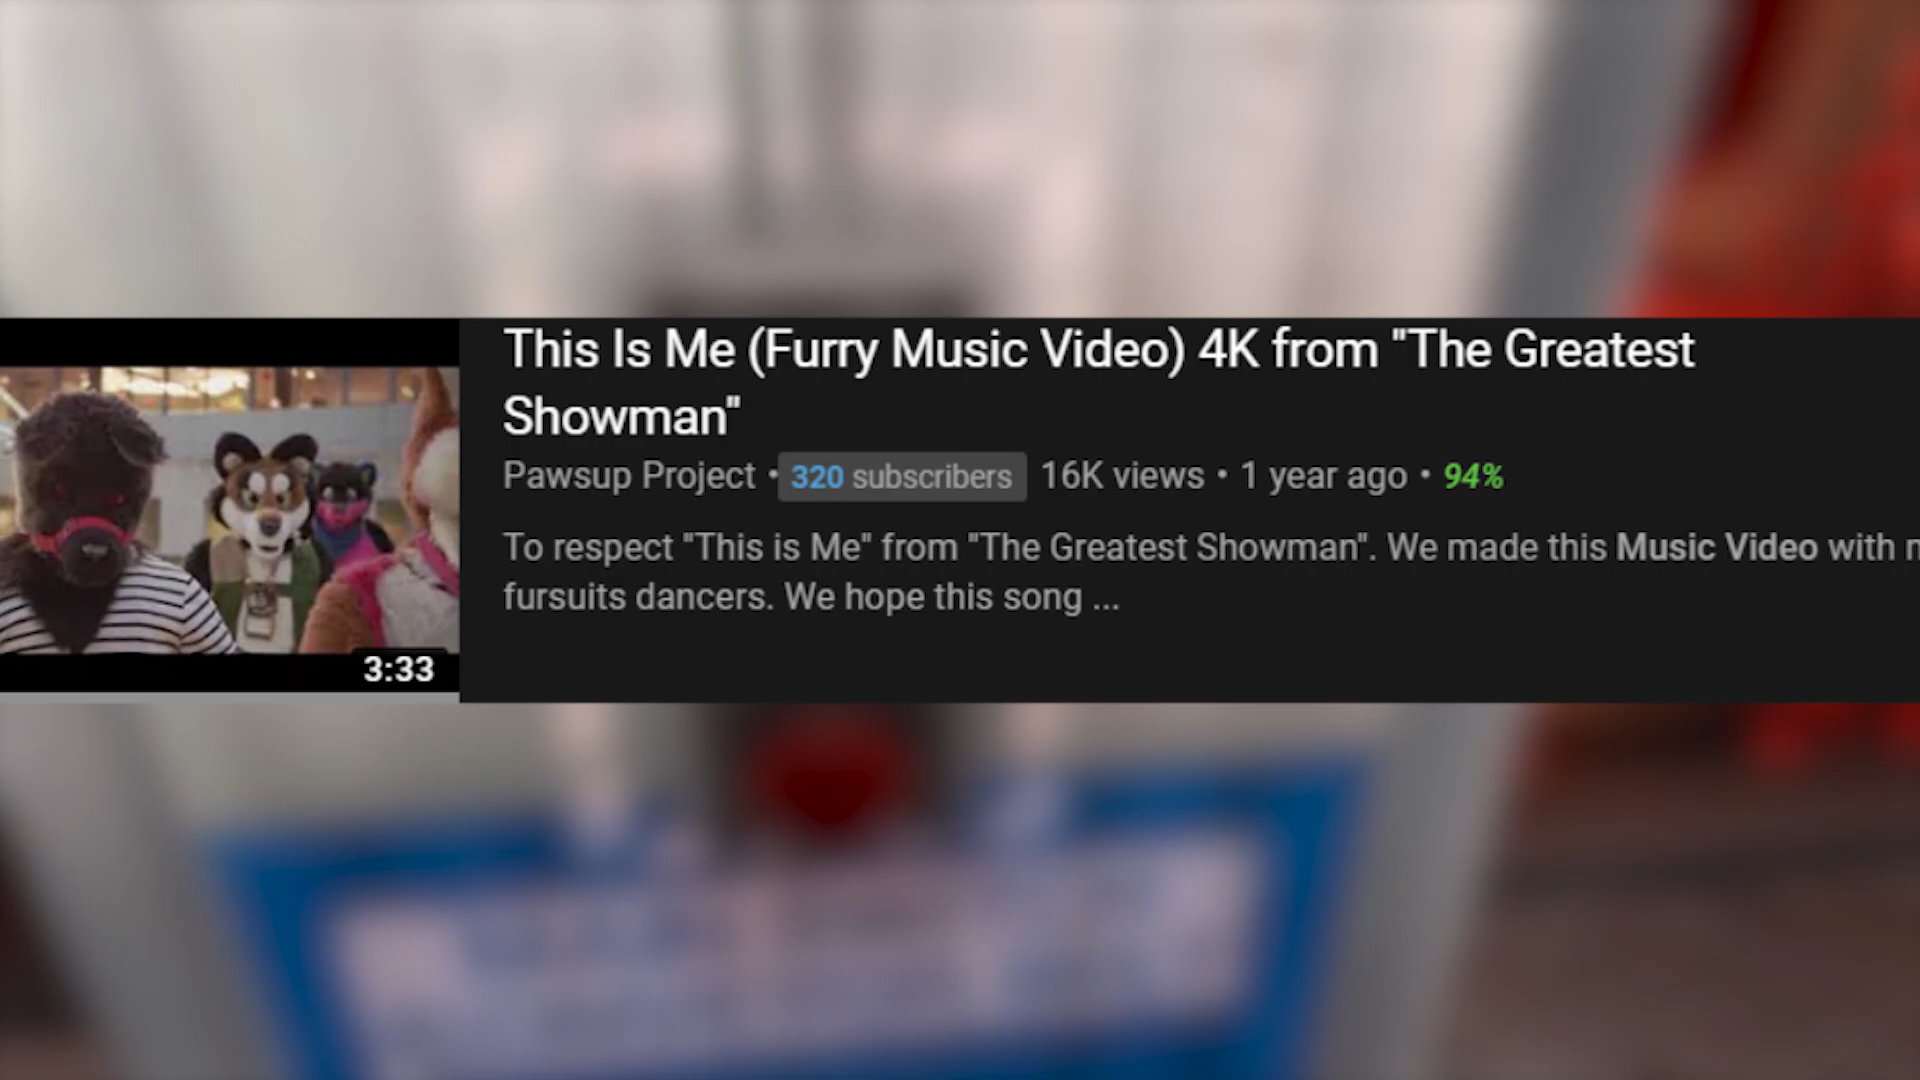 This Is Me (Furry Music Video) 4K from "The Greatest
Showman"
Pawsup Project • 320 subscribers 16K views • 1 year ago • 94%
To respect "This is Me" from "The Greatest Showman". We made this Music Video with
fursuits dancers. We hope this song ...
3:33